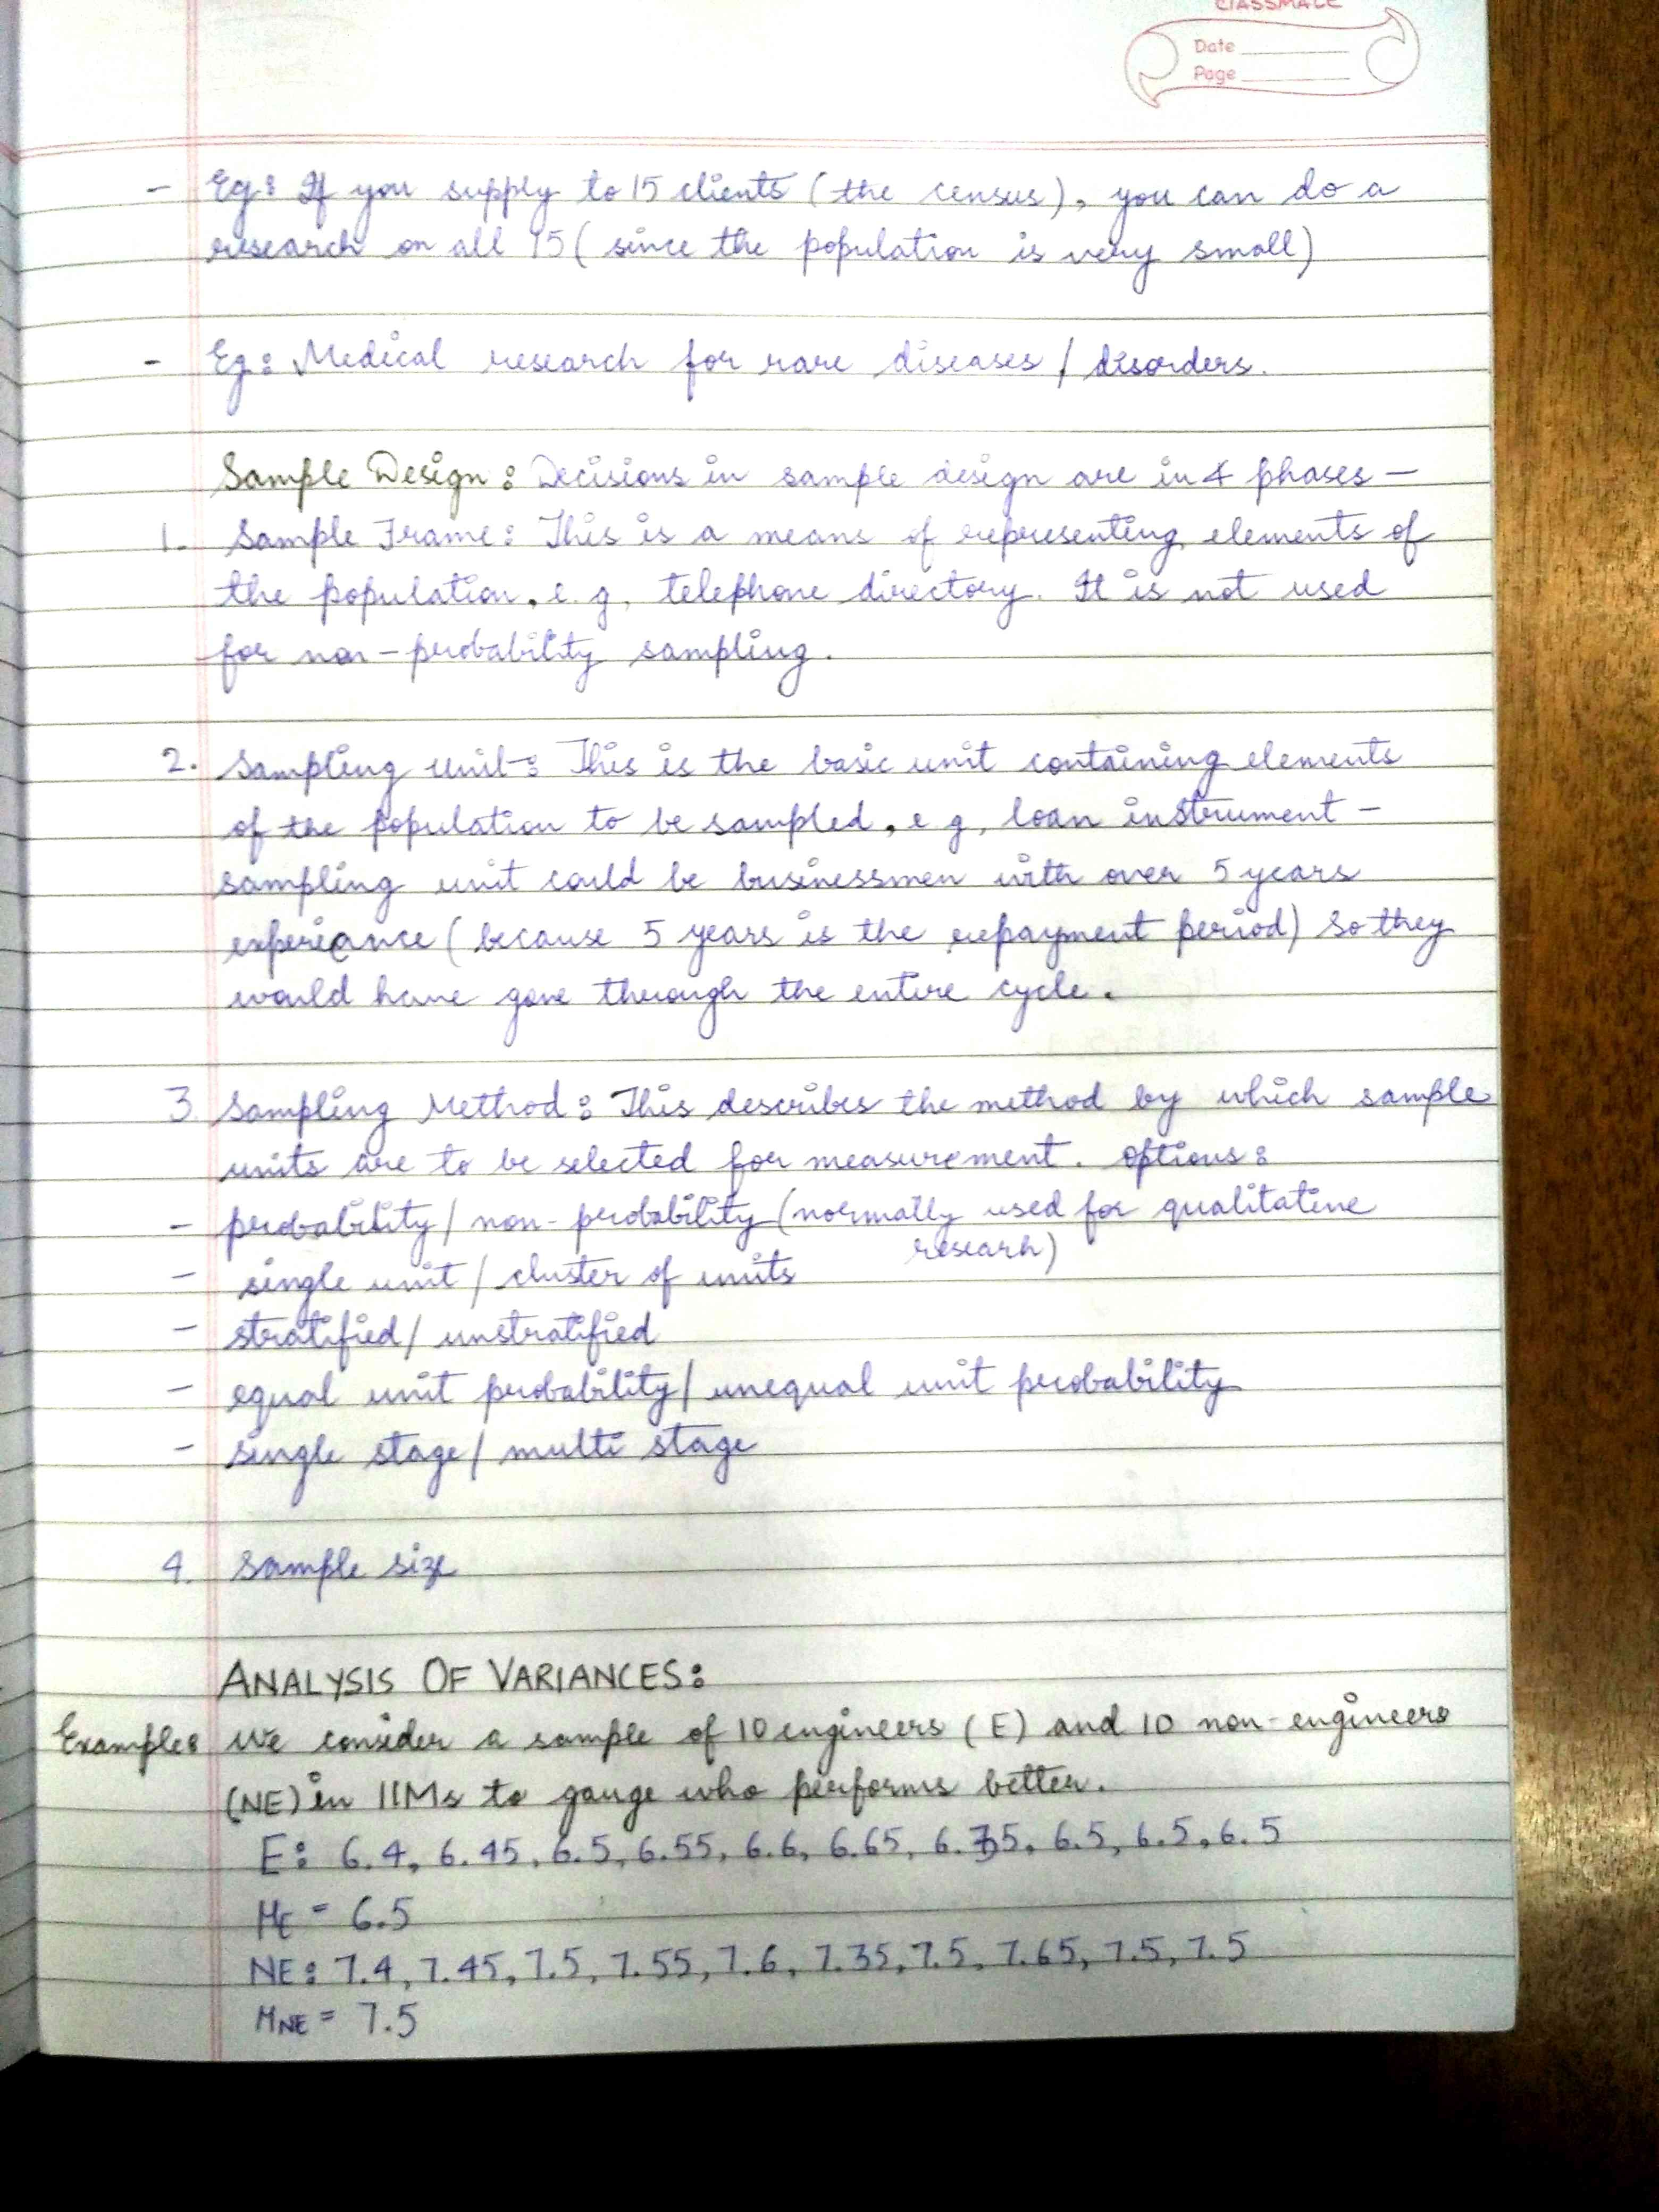 classmate
Date
Page
- Eg: If you supply to 15 clients (the census), you can do a
research on all 15 (since the population is very small)
- Eg: Medical research for rare diseases / disorders.
Sample Design: Decisions in sample design are in 4 phases –
1. Sample Frame: This is a means of representing elements of
the population, e.g. telephone directory. It is not used
for non-probability sampling.
2. Sampling Unit: This is the basic unit containing elements
of the population to be sampled, e g, loan instrument –
sampling unit could be businessmen with over 5 years
experience (because 5 years is the repayment period) so they
would have gone through the entire cycle.
3. Sampling Method: This describes the method by which sample
units are to be selected for measurement. Options:
- probability / non-probability (normally used for qualitative
research)
- single unit / cluster of units
- stratified / unstratified
- equal unit probability / unequal unit probability
- single stage / multi stage
4. Sample size
ANALYSIS OF VARIANCES:
Example: We consider a sample of 10 engineers (E) and 10 non-engineers
(NE) in IIMs to gauge who performs better.
E: 6.4, 6.45, 6.5, 6.55, 6.6, 6.65, 6.35, 6.5, 6.5, 6.5
ME = 6.5
NE: 7.4, 7.45, 7.5, 7.55, 7.6, 7.35, 7.5, 7.65, 7.5, 7.5
MNE = 7.5